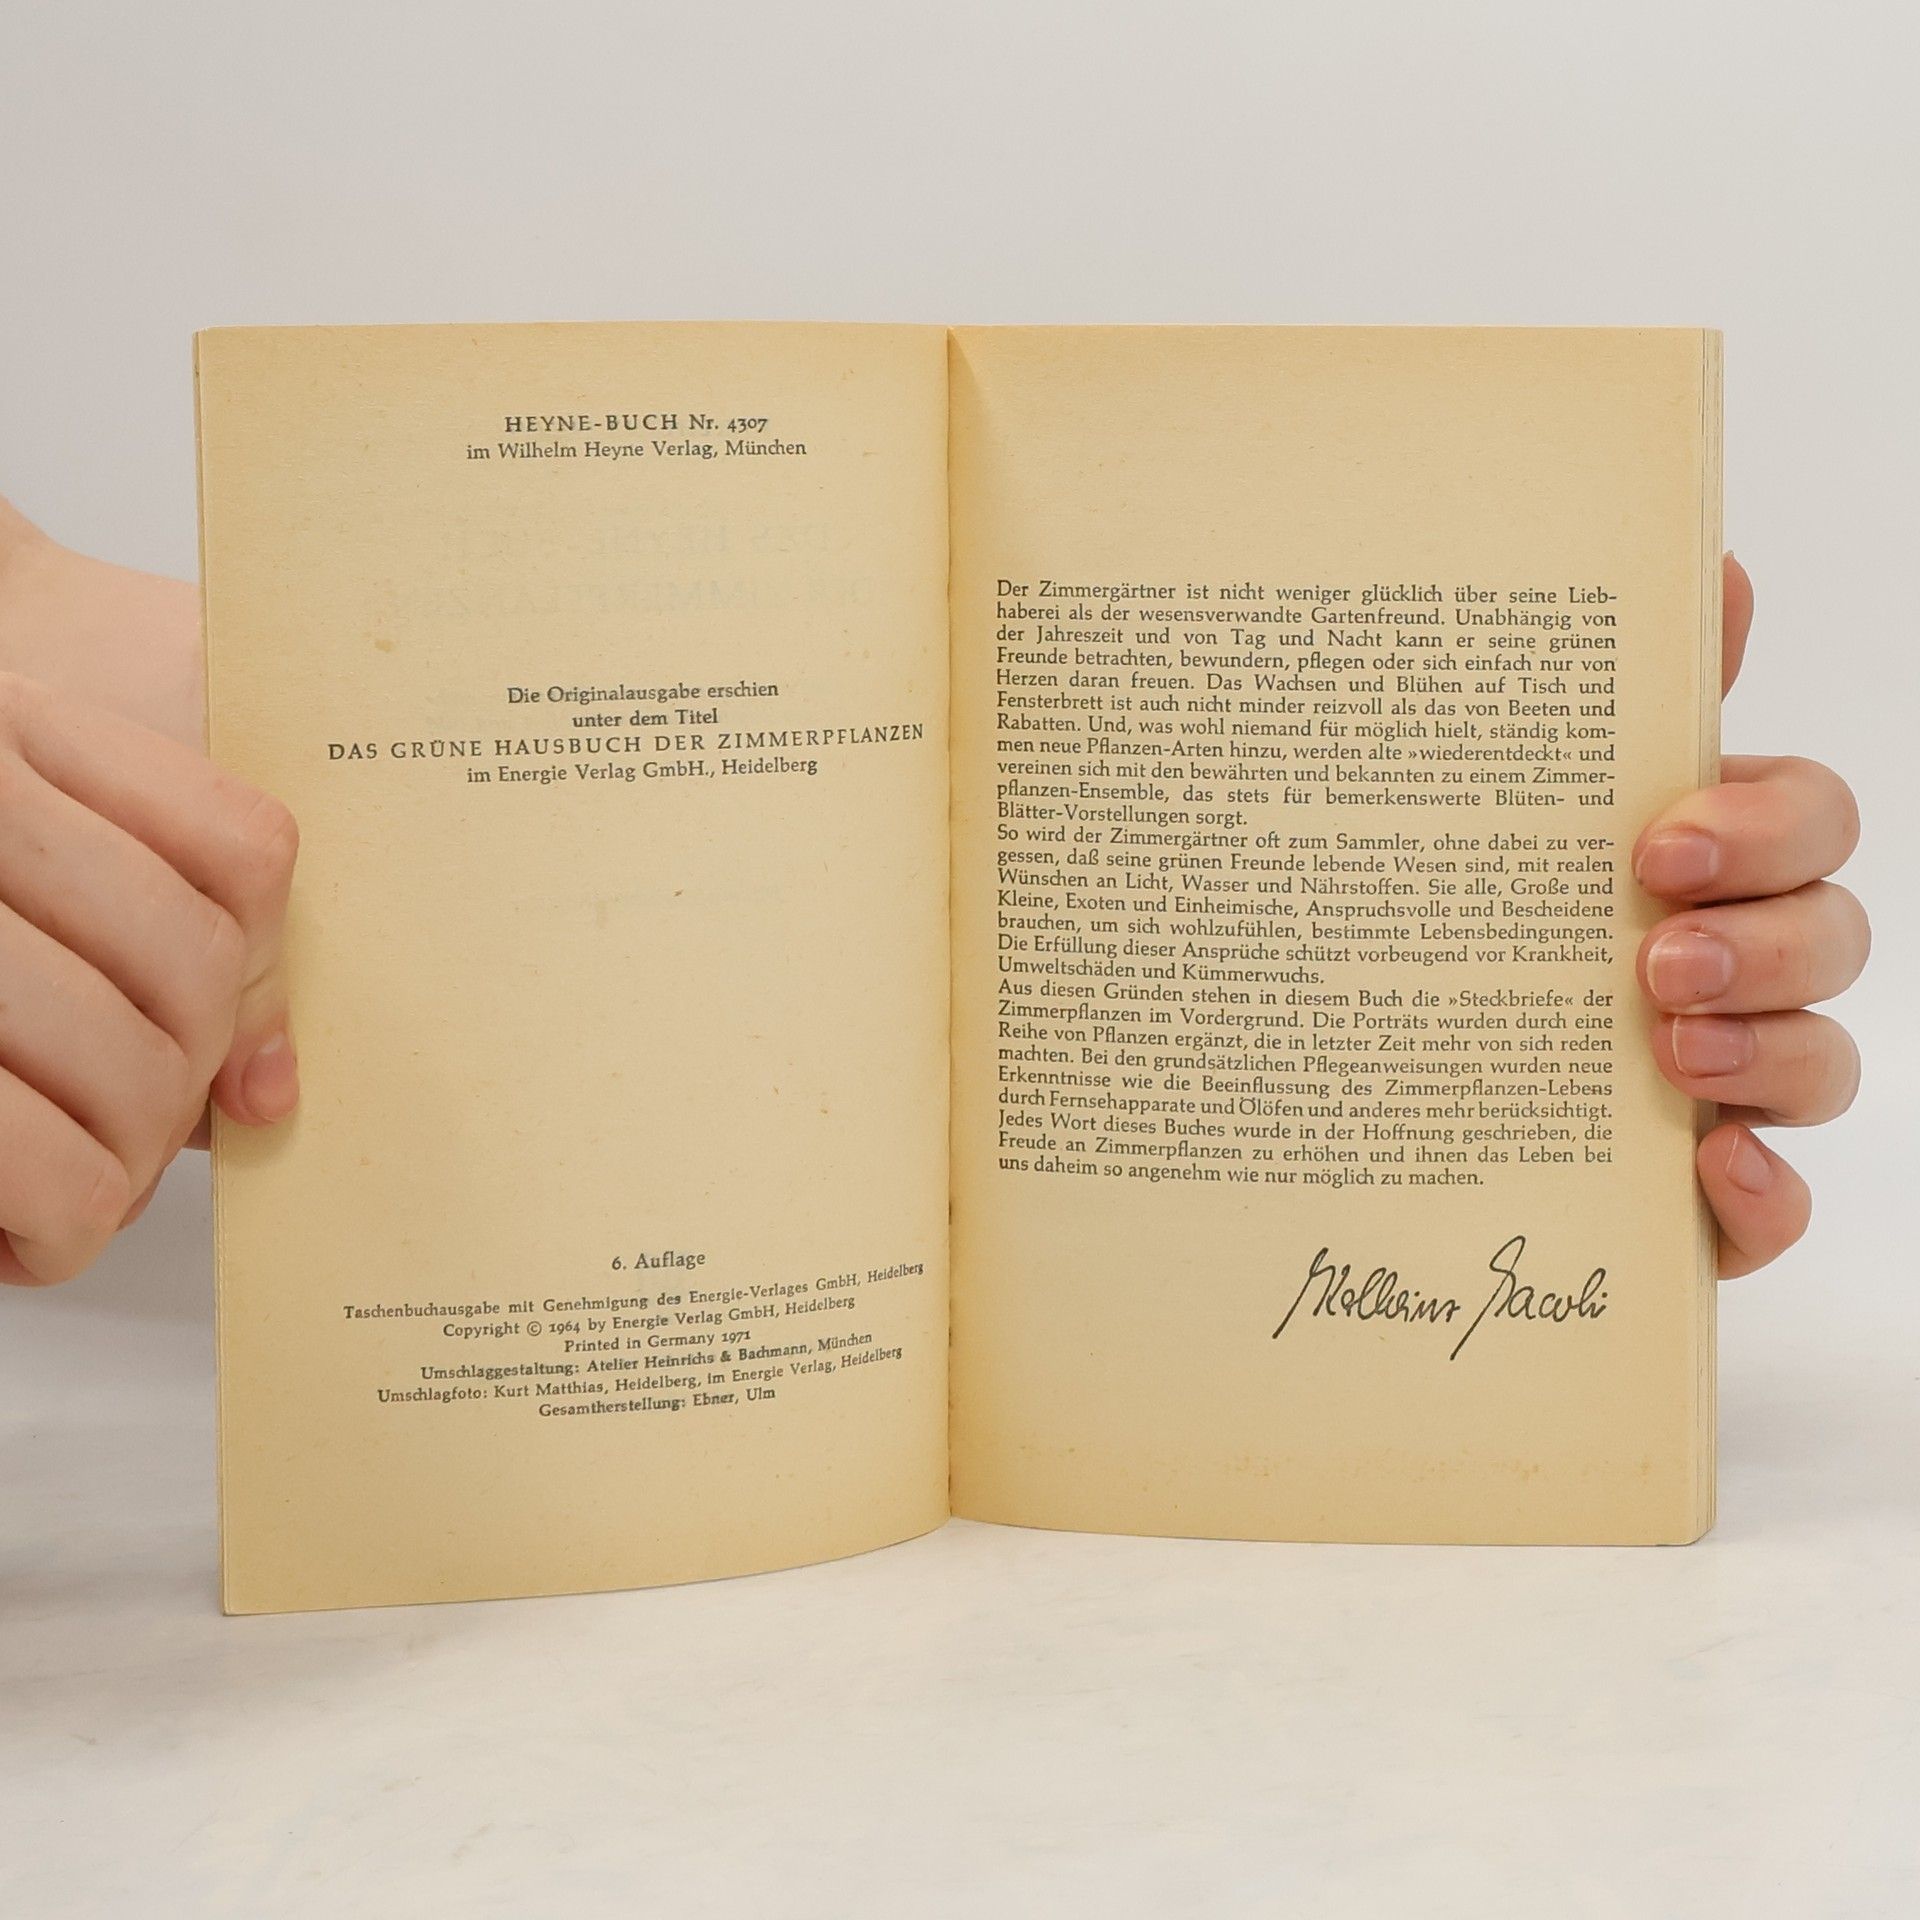 HEYNE-BUCH Nr. 4307
im Wilhelm Heyne Verlag, München
Die Originalausgabe erschien
unter dem Titel
DAS GRÜNE HAUSBUCH DER ZIMMERPFLANZEN
im Energie Verlag GmbH., Heidelberg
6. Auflage
Taschenbuchausgabe mit Genehmigung des Energie-Verlages GmbH, Heidelberg
Copyright © 1964 by Energie Verlag GmbH, Heidelberg
Printed in Germany 1971
Umschlaggestaltung: Atelier Heinrichs & Bachmann, München
Umschlagfoto: Kurt Matthias, Heidelberg, im Energie Verlag, Heidelberg
Gesamtherstellung: Ebner, Ulm
Der Zimmergärtner ist nicht weniger glücklich über seine Lieb-
haberei als der wesensverwandte Gartenfreund. Unabhängig von
der Jahreszeit und von Tag und Nacht kann er seine grünen
Freunde betrachten, bewundern, pflegen oder sich einfach nur von
Herzen daran freuen. Das Wachsen und Blühen auf Tisch und
Fensterbrett ist auch nicht minder reizvoll als das von Beeten und
Rabatten. Und, was wohl niemand für möglich hielt, ständig kom-
men neue Pflanzen-Arten hinzu, werden alte »wiederentdeckt« und
vereinen sich mit den bewährten und bekannten zu einem Zimmer-
pflanzen-Ensemble, das stets für bemerkenswerte Blüten- und
Blätter-Vorstellungen sorgt.
So wird der Zimmergärtner oft zum Sammler, ohne dabei zu ver-
gessen, daß seine grünen Freunde lebende Wesen sind, mit realen
Wünschen an Licht, Wasser und Nährstoffen. Sie alle, Große und
Kleine, Exoten und Einheimische, Anspruchsvolle und Bescheidene
brauchen, um sich wohlzufühlen, bestimmte Lebensbedingungen.
Die Erfüllung dieser Ansprüche schützt vorbeugend vor Krankheit,
Umweltschäden und Kümmerwuchs.
Aus diesen Gründen stehen in diesem Buch die »Steckbriefe« der
Zimmerpflanzen im Vordergrund. Die Porträts wurden durch eine
Reihe von Pflanzen ergänzt, die in letzter Zeit mehr von sich reden
machten. Bei den grundsätzlichen Pflegeanweisungen wurden neue
Erkenntnisse wie die Beeinflussung des Zimmerpflanzen-Lebens
durch Fernsehapparate und Ölöfen und anderes mehr berücksichtigt.
Jedes Wort dieses Buches wurde in der Hoffnung geschrieben, die
Freude an Zimmerpflanzen zu erhöhen und ihnen das Leben bei
uns daheim so angenehm wie nur möglich zu machen.
Jacobi